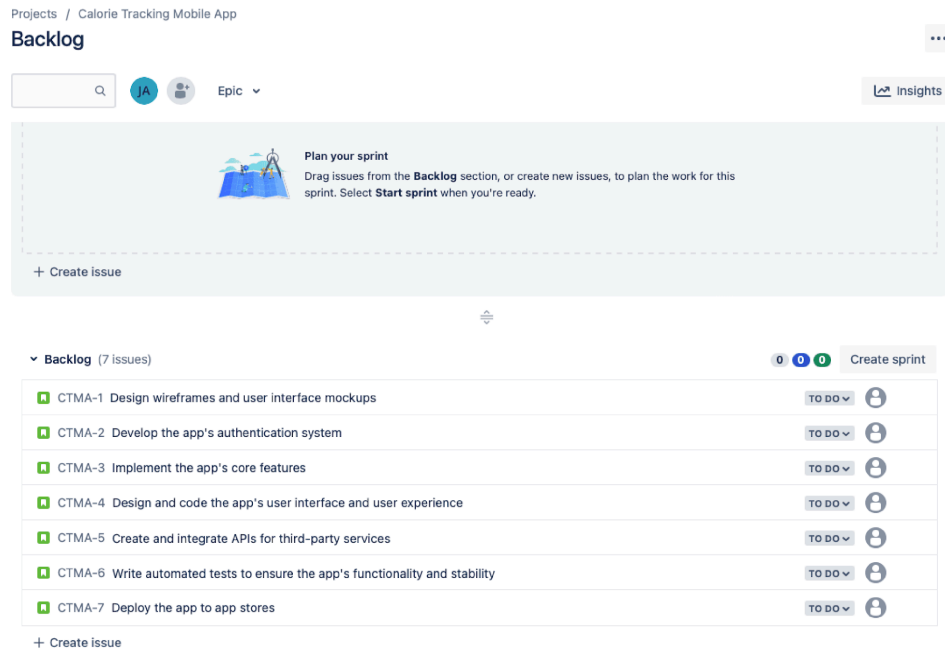 Projects / Calorie Tracking Mobile App
Backlog
JA
Epic
Insights
Plan your sprint
Drag issues from the Backlog section, or create new issues, to plan the work for this
sprint. Select Start sprint when you're ready.
+ Create issue
Backlog (7 issues) 0 0 0 Create sprint
CTMA-1 Design wireframes and user interface mockups TO DO
CTMA-2 Develop the app's authentication system TO DO
CTMA-3 Implement the app's core features TO DO
CTMA-4 Design and code the app's user interface and user experience TO DO
CTMA-5 Create and integrate APIs for third-party services TO DO
CTMA-6 Write automated tests to ensure the app's functionality and stability TO DO
CTMA-7 Deploy the app to app stores TO DO
+ Create issue